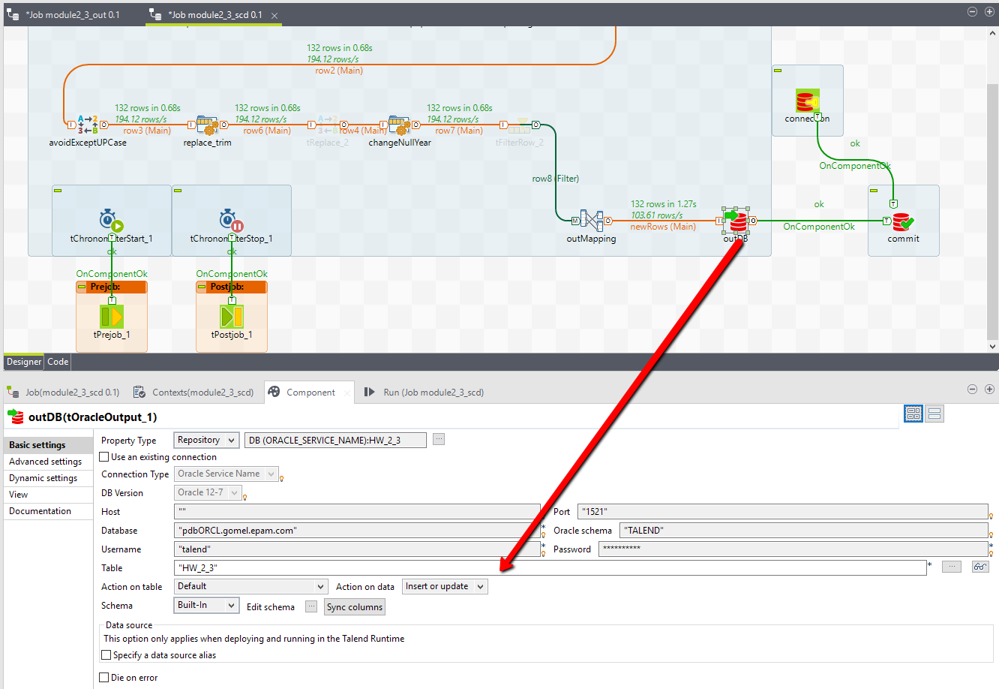 *Job module2_3_out 0.1
*Job module2_3_scd 0.1
132 rows in 0.68s
194.12 rows/s
row2 (Main)
132 rows in 0.68s
194.12 rows/s
row3 (Main)
132 rows in 0.68s
194.12 rows/s
row6 (Main)
row4 (Main)
132 rows in 0.68s
194.12 rows/s
row7 (Main)
avoidExceptUPCase
replace_trim
tReplace_2
changeNullYear
tFilterRow_2
connection
ok
OnComponentOk
row8 (Filter)
132 rows in 1.27s
103.61 rows/s
newRows (Main)
ok
OnComponentOk
tChronometerStart_1
tChronometerStop_1
outMapping
outDB
commit
ok
ok
OnComponentOk
OnComponentOk
Prejob:
Postjob:
tPrejob_1
tPostjob_1
Designer
Code
Job(module2_3_scd 0.1)
Contexts(module2_3_scd)
Component
Run (Job module2_3_scd)
outDB(tOracleOutput_1)
Basic settings
Advanced settings
Dynamic settings
View
Documentation
Property Type
Repository
DB (ORACLE_SERVICE_NAME):HW_2_3
...
Use an existing connection
Connection Type
Oracle Service Name
DB Version
Oracle 12-7
Host
""
Port
"1521"
Database
"pdbORCL.gomel.epam.com"
*
Oracle schema
"TALEND"
Username
"talend"
*
Password
**********
*
Table
"HW_2_3"
*
...
Action on table
Default
Action on data
Insert or update
Schema
Built-In
Edit schema
...
Sync columns
Data source
This option only applies when deploying and running in the Talend Runtime
Specify a data source alias
Die on error